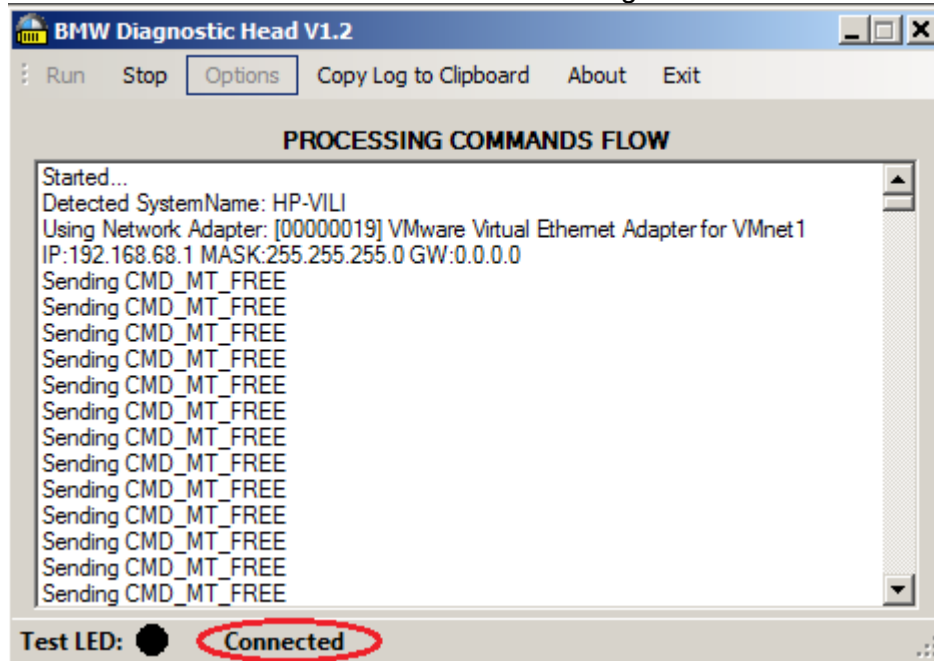 BMW Diagnostic Head V1.2
Run Stop Options Copy Log to Clipboard About Exit
PROCESSING COMMANDS FLOW
Started...
Detected SystemName: HP-VILI
Using Network Adapter: [00000019] VMware Virtual Ethernet Adapter for VMnet1
IP:192.168.68.1 MASK:255.255.255.0 GW:0.0.0.0
Sending CMD_MT_FREE
Sending CMD_MT_FREE
Sending CMD_MT_FREE
Sending CMD_MT_FREE
Sending CMD_MT_FREE
Sending CMD_MT_FREE
Sending CMD_MT_FREE
Sending CMD_MT_FREE
Sending CMD_MT_FREE
Sending CMD_MT_FREE
Sending CMD_MT_FREE
Sending CMD_MT_FREE
Sending CMD_MT_FREE
Test LED: Connected